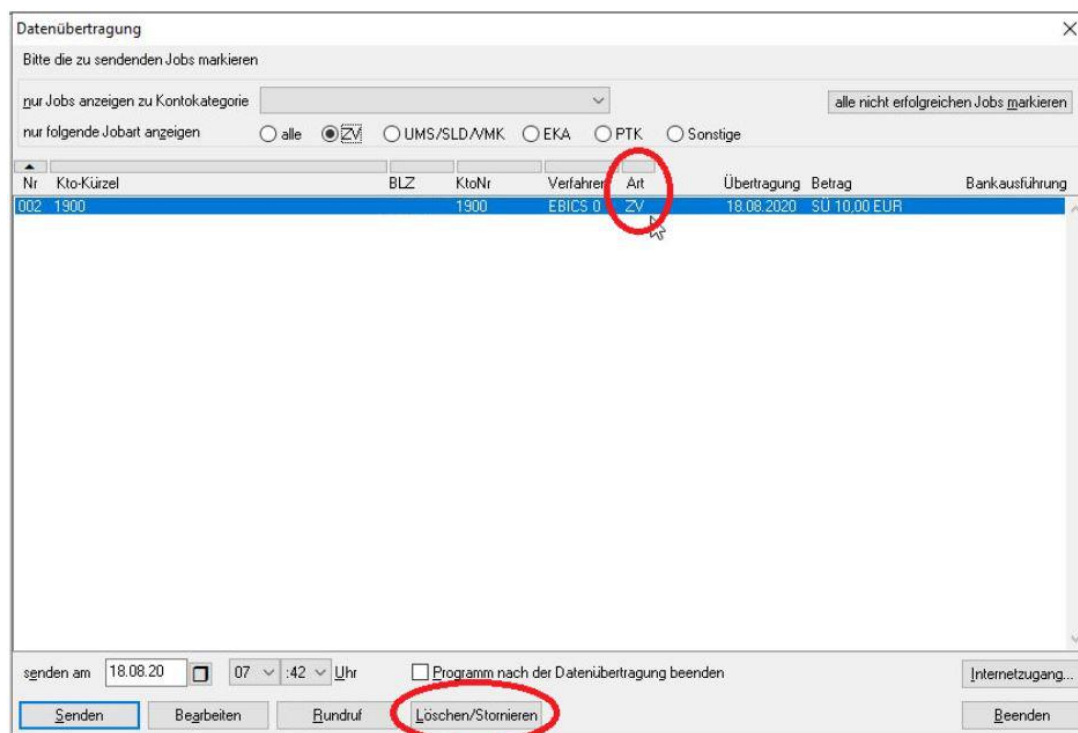 Datenübertragung
Bitte die zu sendenden Jobs markieren
nur Jobs anzeigen zu Kontokategorie alle nicht erfolgreichen Jobs markieren
nur folgende Jobart anzeigen alle ZV UMS/SLD/VMK EKA PTK Sonstige
Nr Kto-Kürzel BLZ KtoNr Verfahren Art Übertragung Betrag Bankausführung
002 1900 1900 EBICS 0 ZV 18.08.2020 SÜ 10,00 EUR
senden am 18.08.20 07 :42 Uhr Programm nach der Datenübertragung beenden Internetzugang...
Senden Bearbeiten Rundruf Löschen/Stornieren Beenden